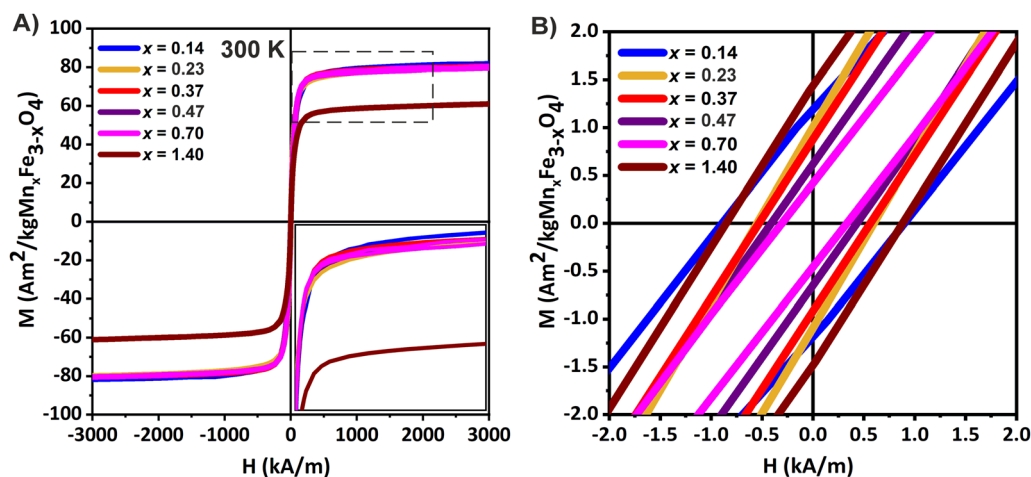 A)
300 K
x = 0.14
x = 0.23
x = 0.37
x = 0.47
x = 0.70
x = 1.40
M (Am²/kgMnₓFe₃₋ₓO₄)
100
80
60
40
20
0
-20
-40
-60
-80
-100
-3000 -2000 -1000 0 1000 2000 3000
H (kA/m)
B)
x = 0.14
x = 0.23
x = 0.37
x = 0.47
x = 0.70
x = 1.40
M (Am²/kgMnₓFe₃₋ₓO₄)
2.0
1.5
1.0
0.5
0.0
-0.5
-1.0
-1.5
-2.0
-2.0 -1.5 -1.0 -0.5 0.0 0.5 1.0 1.5 2.0
H (kA/m)